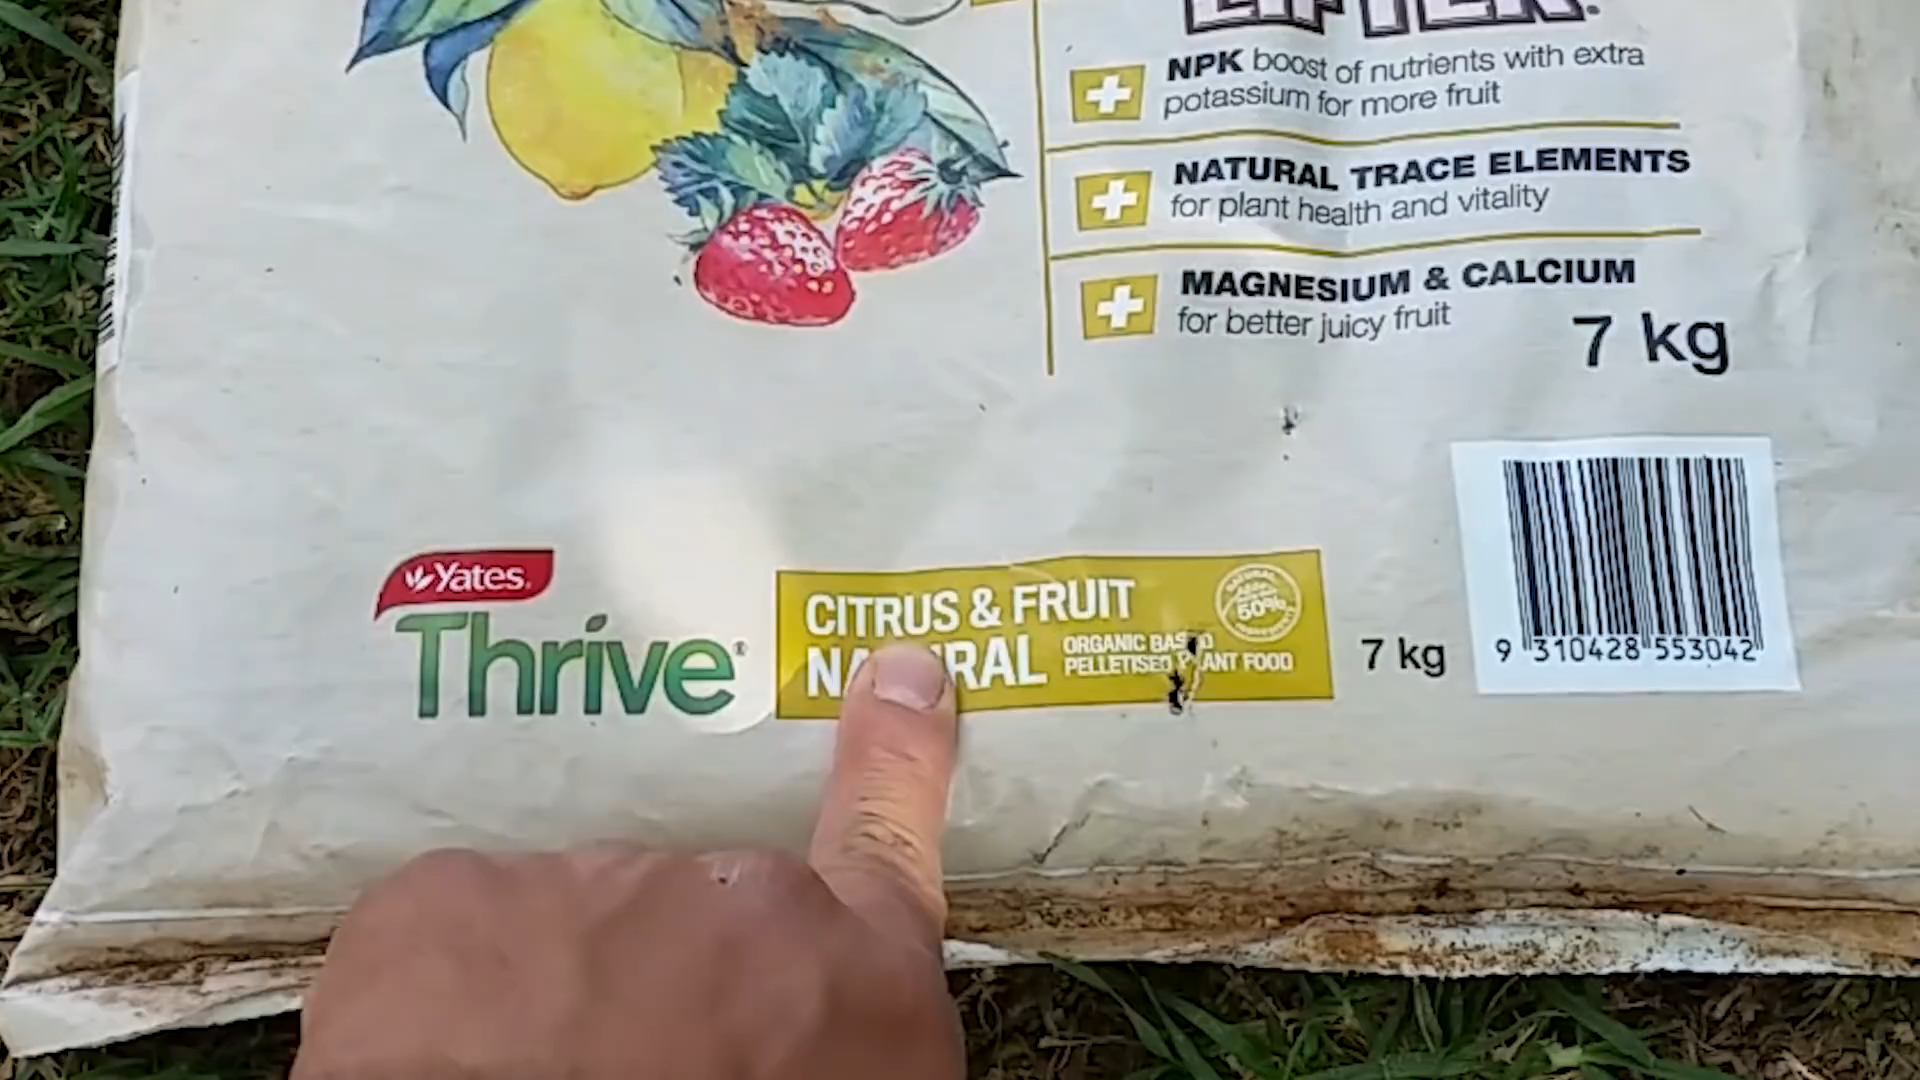 NPK boost of nutrients with extra
potassium for more fruit
NATURAL TRACE ELEMENTS
for plant health and vitality
MAGNESIUM & CALCIUM
for better juicy fruit
7 kg
Yates
Thrive®
CITRUS & FRUIT
NATURAL
ORGANIC BASED
PELLETISED PLANT FOOD
50%
7 kg
9 310428 553042